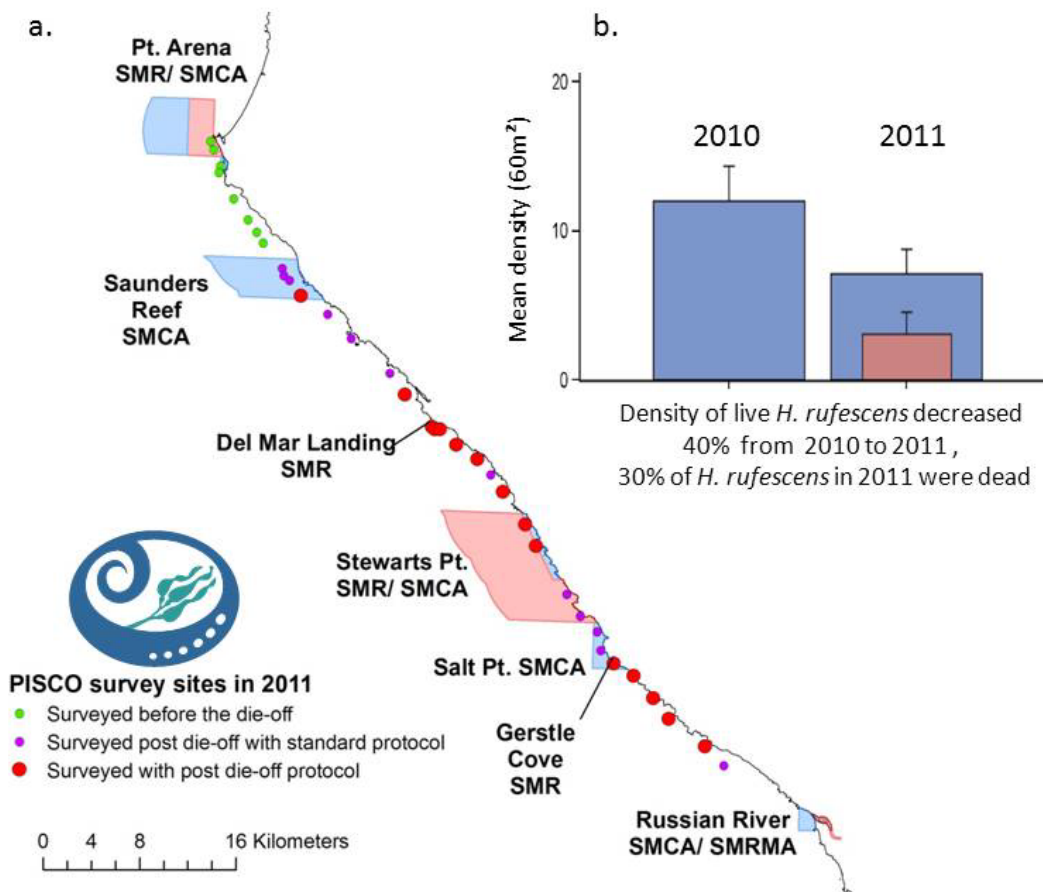 a.
Pt. Arena
SMR/ SMCA
Saunders
Reef
SMCA
Del Mar Landing
SMR
Stewarts Pt.
SMR/ SMCA
Salt Pt. SMCA
Gerstle
Cove
SMR
Russian River
SMCA/ SMRMA
PISCO survey sites in 2011
Surveyed before the die-off
Surveyed post die-off with standard protocol
Surveyed with post die-off protocol
0 4 8 16 Kilometers
b.
Mean density (60m²)
20
10
0
2010
2011
Density of live H. rufescens decreased
40% from 2010 to 2011 ,
30% of H. rufescens in 2011 were dead